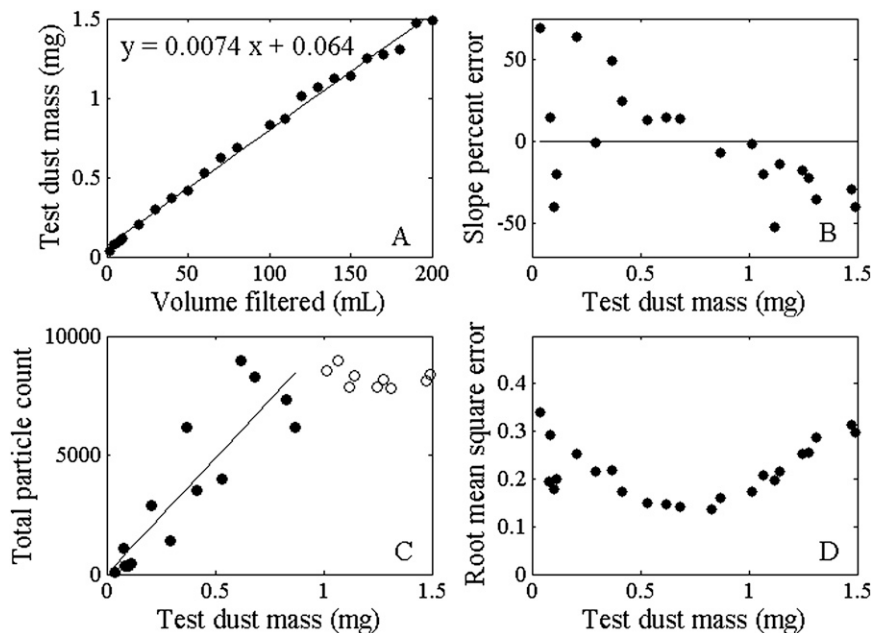 1.5
1
0.5
0
y = 0.0074 x + 0.064
A
Test dust mass (mg)
0
50
100
150
200
Volume filtered (mL)
50
0
-50
B
Slope percent error
0
0.5
1
1.5
Test dust mass (mg)
10000
5000
0
C
Total particle count
0
0.5
1
1.5
Test dust mass (mg)
0.4
0.3
0.2
0.1
0
D
Root mean square error
0
0.5
1
1.5
Test dust mass (mg)